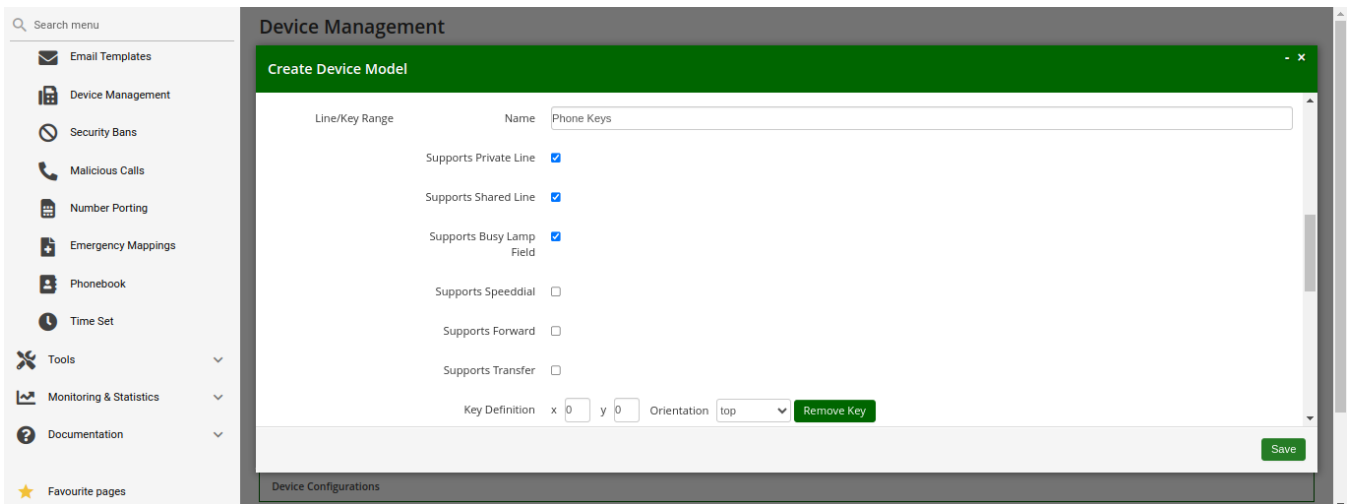 Search menu
Email Templates
Device Management
Security Bans
Malicious Calls
Number Porting
Emergency Mappings
Phonebook
Time Set
Tools
Monitoring & Statistics
Documentation
Favourite pages
Device Management
Create Device Model
- ×
Line/Key Range Name Phone Keys
Supports Private Line
Supports Shared Line
Supports Busy Lamp
Field
Supports Speeddial
Supports Forward
Supports Transfer
Key Definition x 0 y 0 Orientation top Remove Key
Save
Device Configurations